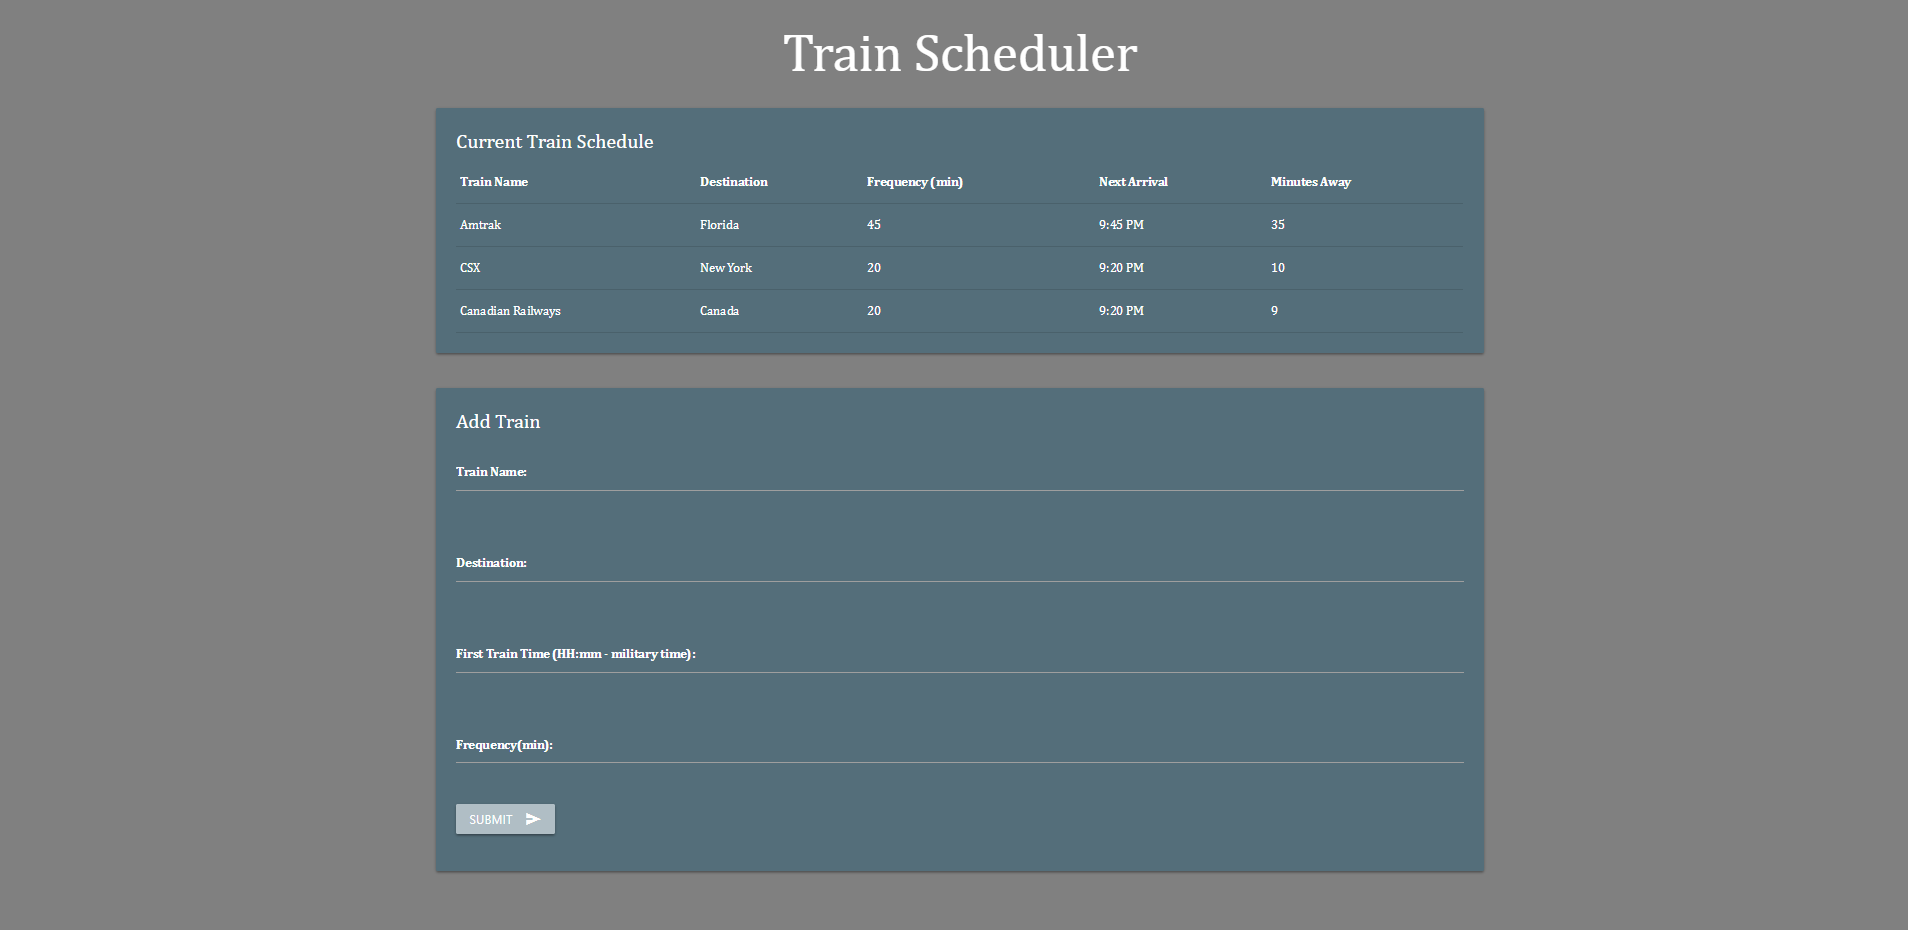 Train Scheduler
Current Train Schedule
Train Name Destination Frequency (min) Next Arrival Minutes Away
Amtrak Florida 45 9:45 PM 35
CSX New York 20 9:20 PM 10
Canadian Railways Canada 20 9:20 PM 9
Add Train
Train Name:
Destination:
First Train Time (HH:mm - military time):
Frequency(min):
SUBMIT